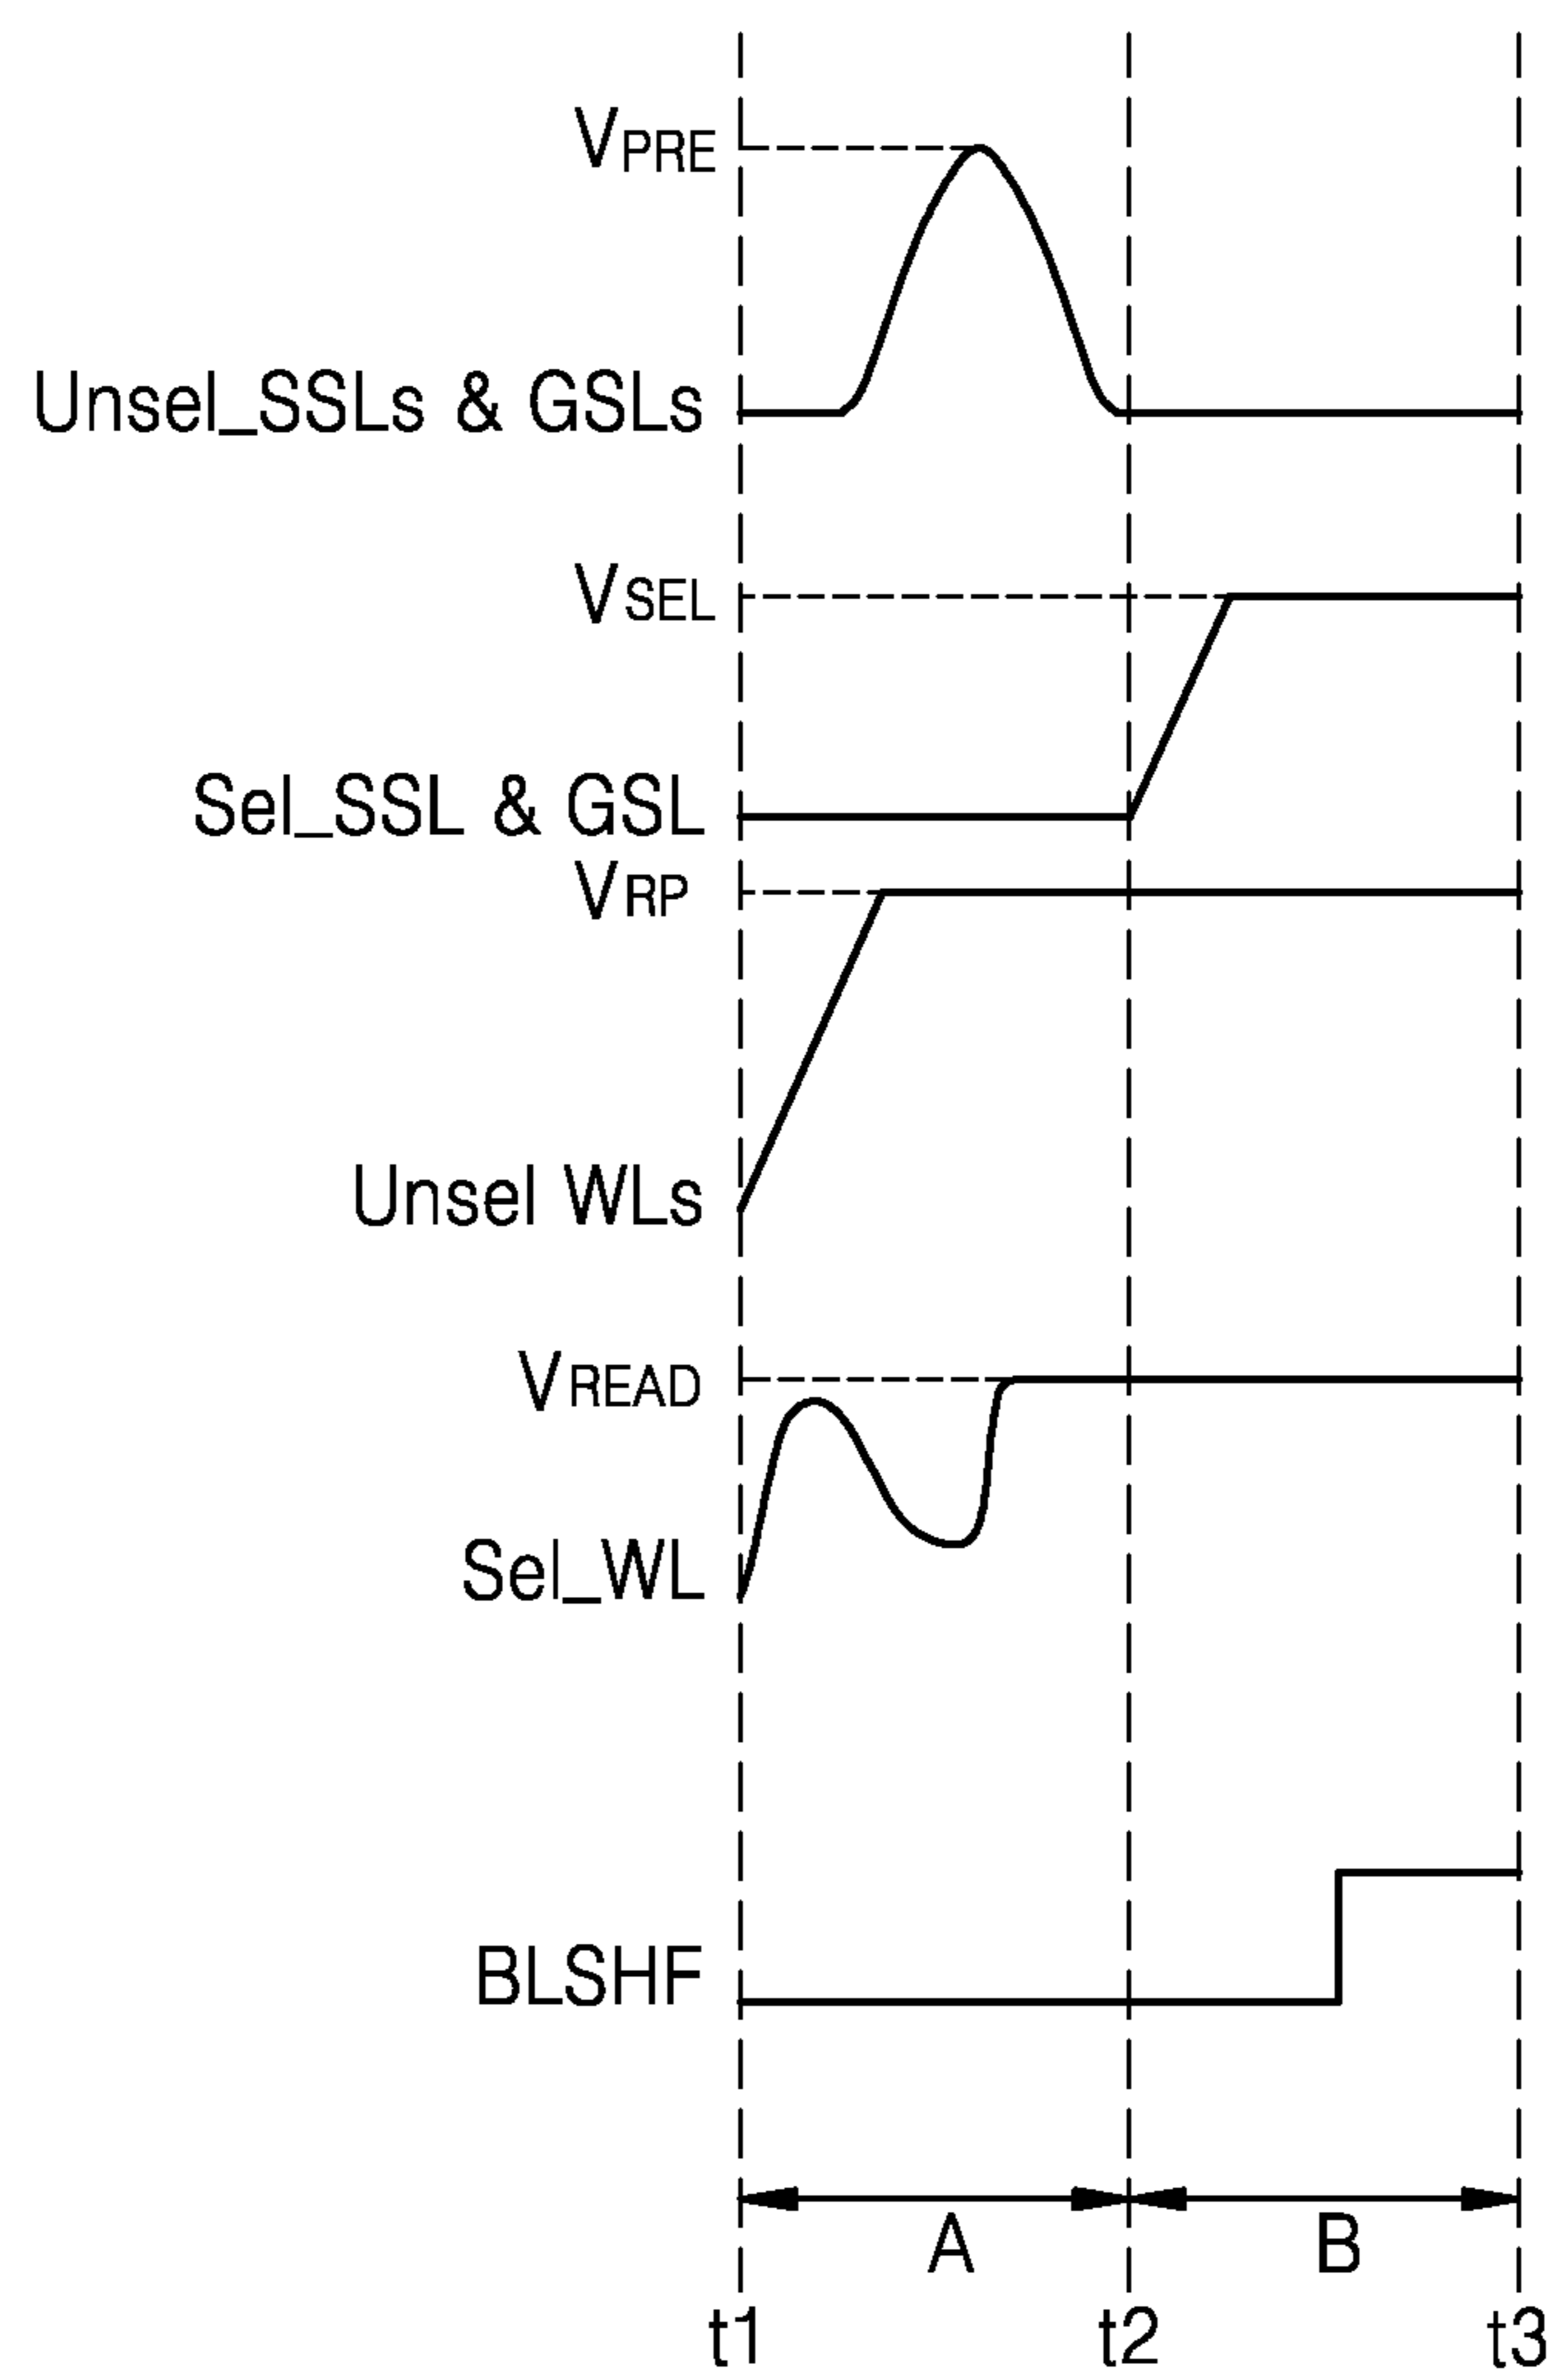 VPRE
Unsel_SSLs & GSLs
VSEL
Sel_SSL & GSL
VRP
Unsel WLs
VREAD
Sel_WL
BLSHF
A B
t1 t2 t3